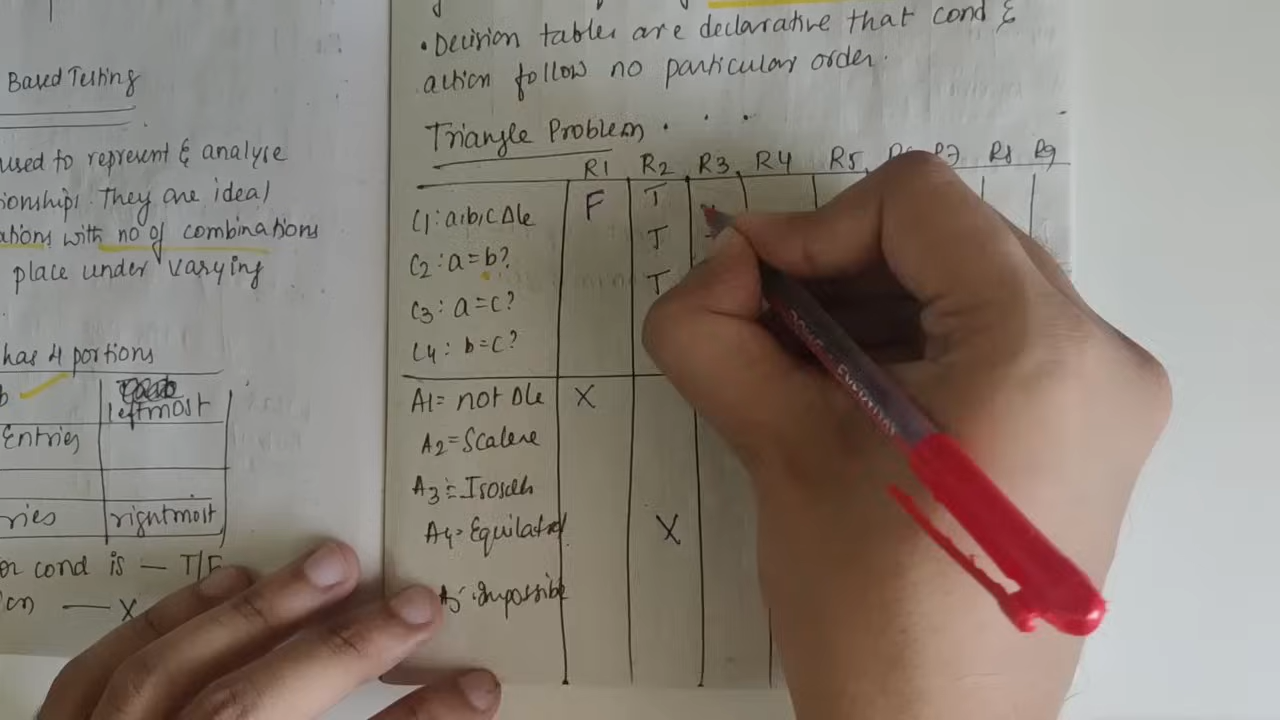 Based Testing
used to represent & analyse
ionships. They are ideal
ations with no of combinations
place under varying
has 4 portions
b ✓
leftmost
Entries
ries
rightmost
or cond is — T/F
— X
• Decision tables are declarative that cond &
action follow no particular order.
Triangle Problem
R1 R2 R3 R4 R5 R7 R8 R9
C1: a,b,c Δle F T
C2: a=b? T
C3: a=c? T
C4: b=c?
A1= not Δle X
A2= Scalene
A3= Isosceles
A4= Equilateral X
A5: Impossible